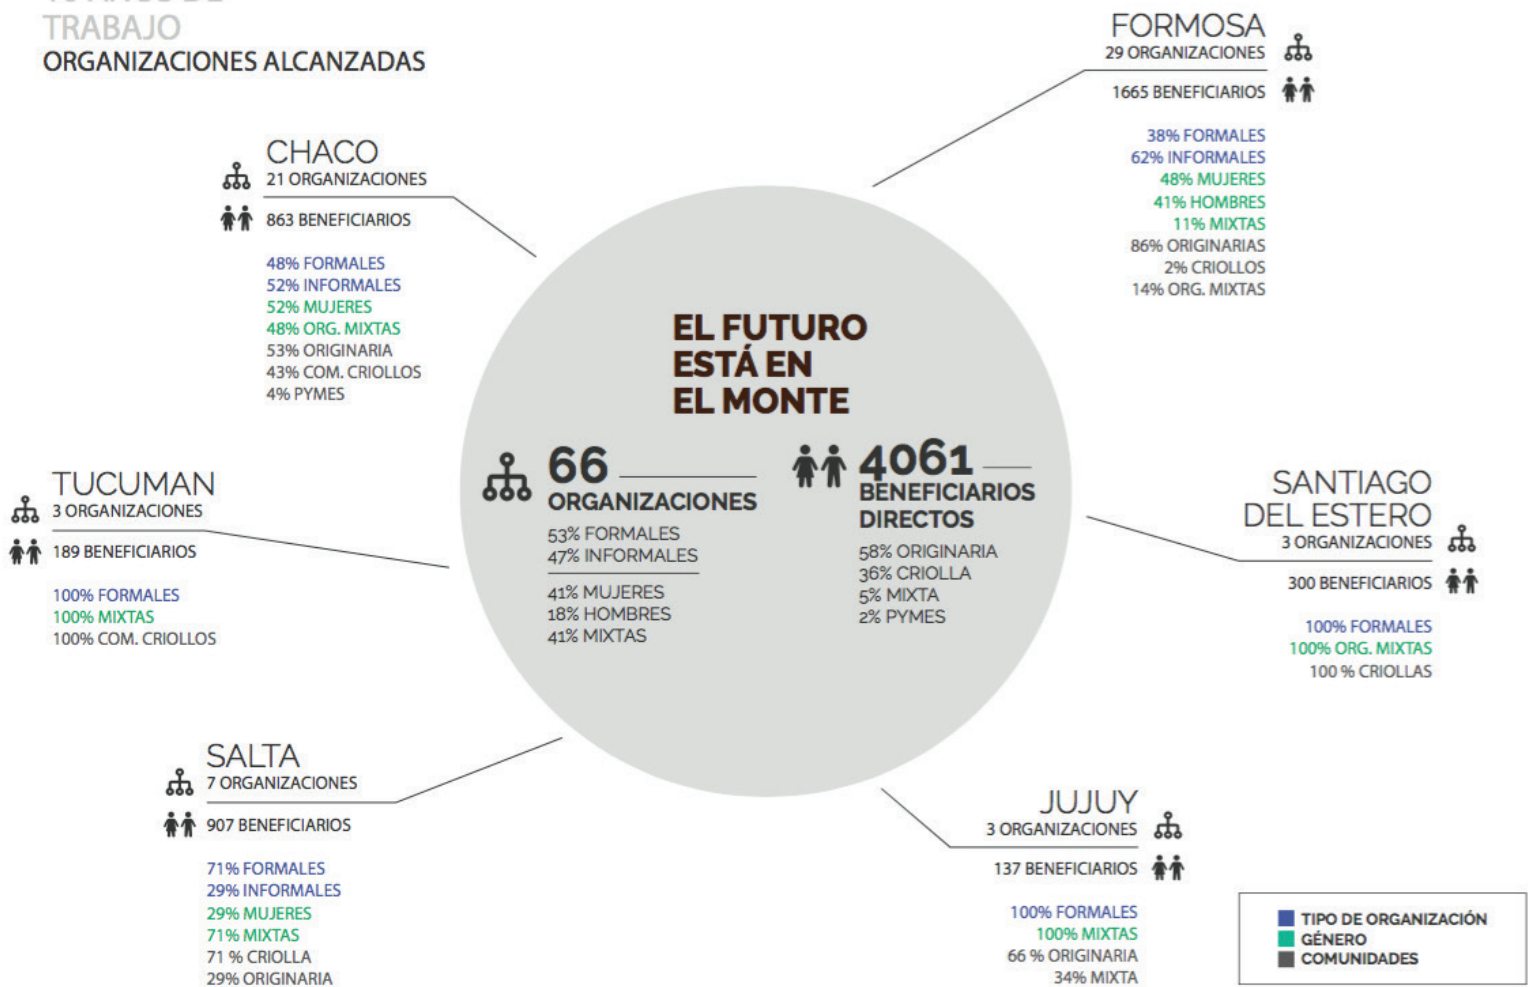 TRABAJO
ORGANIZACIONES ALCANZADAS
FORMOSA
29 ORGANIZACIONES
1665 BENEFICIARIOS
38% FORMALES
62% INFORMALES
48% MUJERES
41% HOMBRES
11% MIXTAS
86% ORIGINARIAS
2% CRIOLLOS
14% ORG. MIXTAS
CHACO
21 ORGANIZACIONES
863 BENEFICIARIOS
48% FORMALES
52% INFORMALES
52% MUJERES
48% ORG. MIXTAS
53% ORIGINARIA
43% COM. CRIOLLOS
4% PYMES
EL FUTURO
ESTÁ EN
EL MONTE
66
ORGANIZACIONES
53% FORMALES
47% INFORMALES
41% MUJERES
18% HOMBRES
41% MIXTAS
4061
BENEFICIARIOS
DIRECTOS
58% ORIGINARIA
36% CRIOLLA
5% MIXTA
2% PYMES
TUCUMAN
3 ORGANIZACIONES
189 BENEFICIARIOS
100% FORMALES
100% MIXTAS
100% COM. CRIOLLOS
SANTIAGO
DEL ESTERO
3 ORGANIZACIONES
300 BENEFICIARIOS
100% FORMALES
100% ORG. MIXTAS
100 % CRIOLLAS
SALTA
7 ORGANIZACIONES
907 BENEFICIARIOS
71% FORMALES
29% INFORMALES
29% MUJERES
71% MIXTAS
71 % CRIOLLA
29% ORIGINARIA
JUJUY
3 ORGANIZACIONES
137 BENEFICIARIOS
100% FORMALES
100% MIXTAS
66 % ORIGINARIA
34% MIXTA
TIPO DE ORGANIZACIÓN
GÉNERO
COMUNIDADES